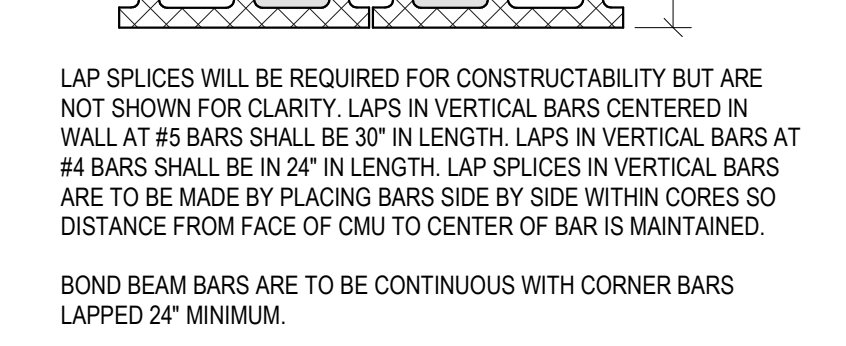 LAP SPLICES WILL BE REQUIRED FOR CONSTRUCTABILITY BUT ARE
NOT SHOWN FOR CLARITY. LAPS IN VERTICAL BARS CENTERED IN
WALL AT #5 BARS SHALL BE 30" IN LENGTH. LAPS IN VERTICAL BARS AT
#4 BARS SHALL BE IN 24" IN LENGTH. LAP SPLICES IN VERTICAL BARS
ARE TO BE MADE BY PLACING BARS SIDE BY SIDE WITHIN CORES SO
DISTANCE FROM FACE OF CMU TO CENTER OF BAR IS MAINTAINED.
BOND BEAM BARS ARE TO BE CONTINUOUS WITH CORNER BARS
LAPPED 24" MINIMUM.